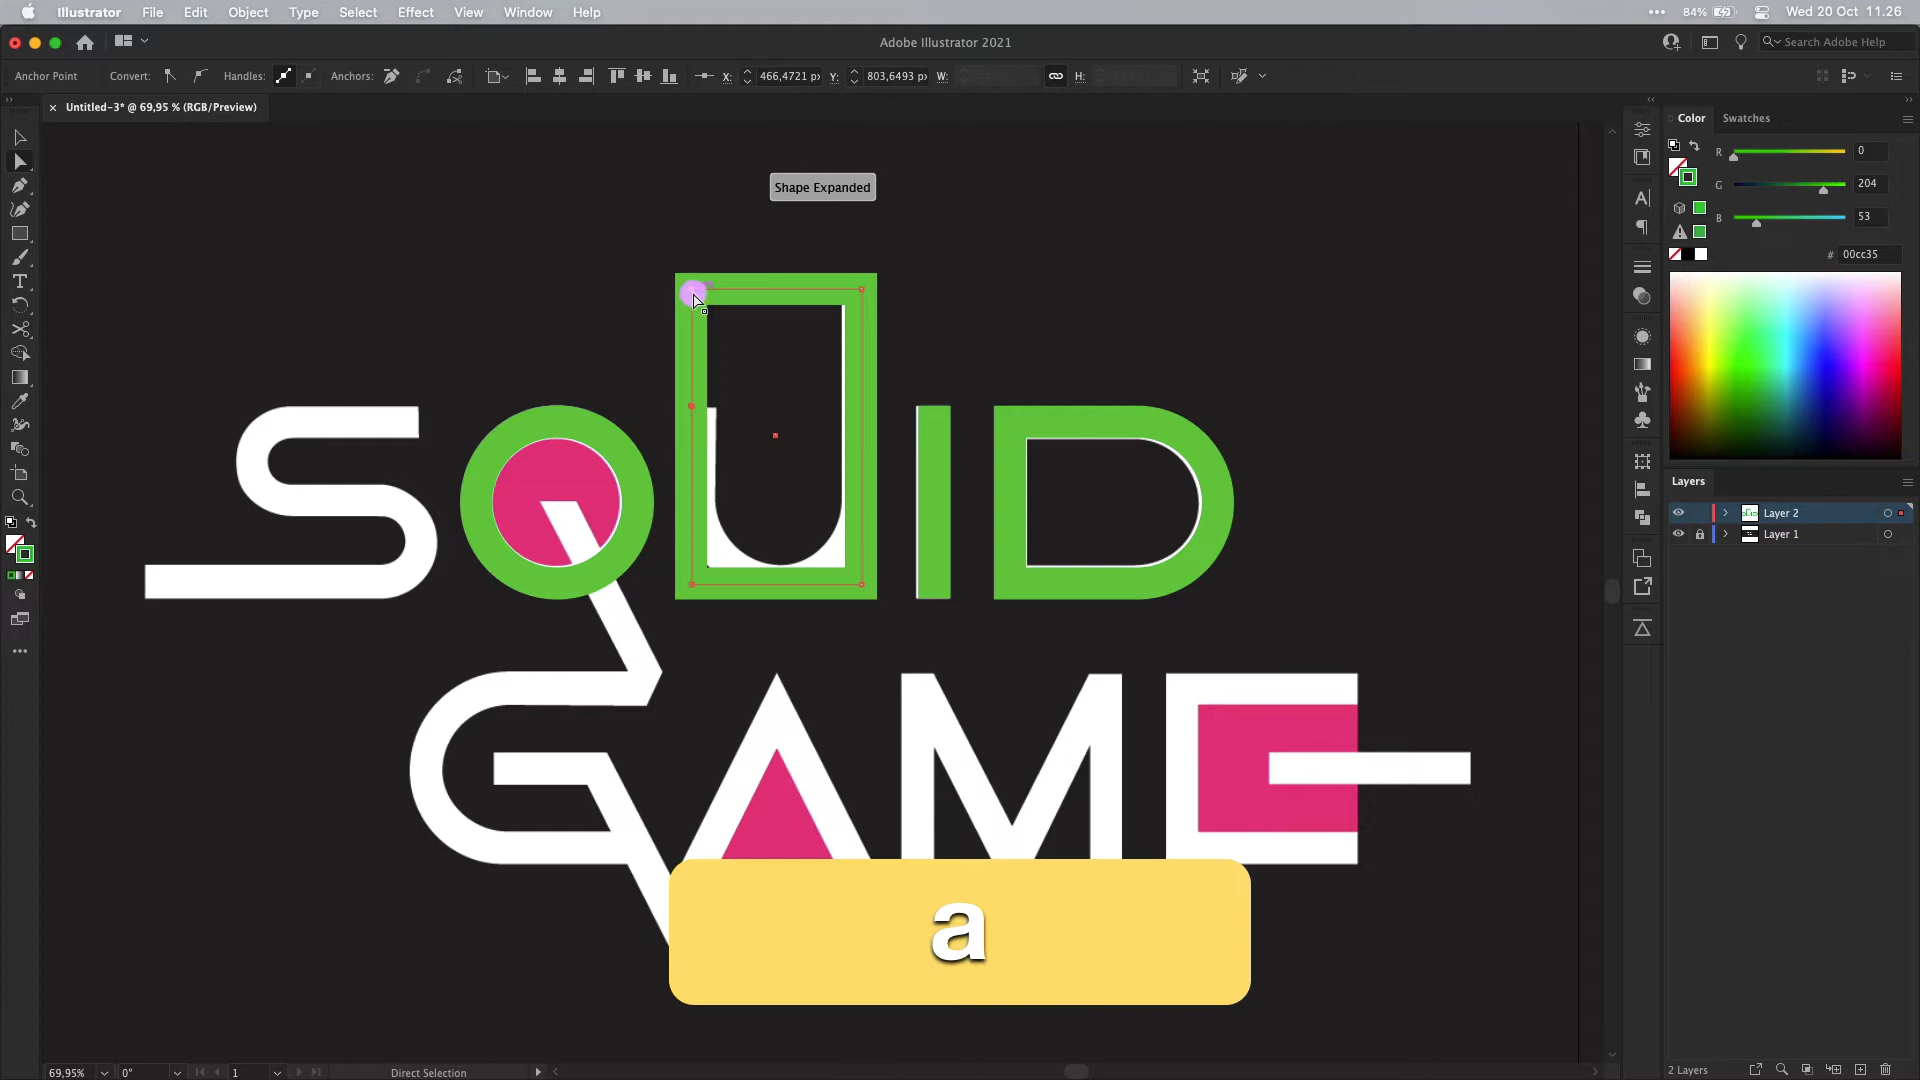 Illustrator File Edit Object Type Select Effect View Window Help
84% Wed 20 Oct 11.26
Adobe Illustrator 2021
Search Adobe Help
Anchor Point Convert: Handles: Anchors: X: 466,4721 px Y: 803,6493 px W: H:
× Untitled-3* @ 69,95 % (RGB/Preview)
Color Swatches
R 0
G 204
B 53
# 00cc35
Shape Expanded
SQUID
GAME
a
Layers
Layer 2
Layer 1
69,95% 0° 1 Direct Selection
2 Layers